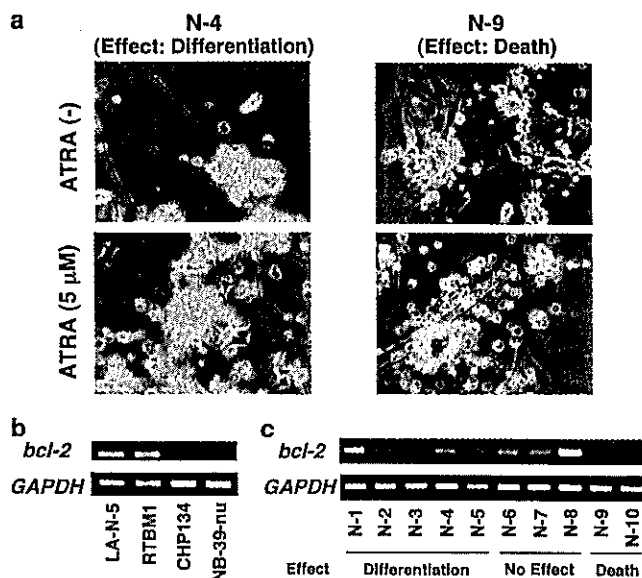 a
N-4
(Effect: Differentiation)
N-9
(Effect: Death)
ATRA (-)
ATRA (5 µM)
b
bcl-2
GAPDH
LA-N-5
RTBM1
CHP134
NB-39-nu
c
bcl-2
GAPDH
N-1
N-2
N-3
N-4
N-5
N-6
N-7
N-8
N-9
N-10
Effect
Differentiation
No Effect
Death